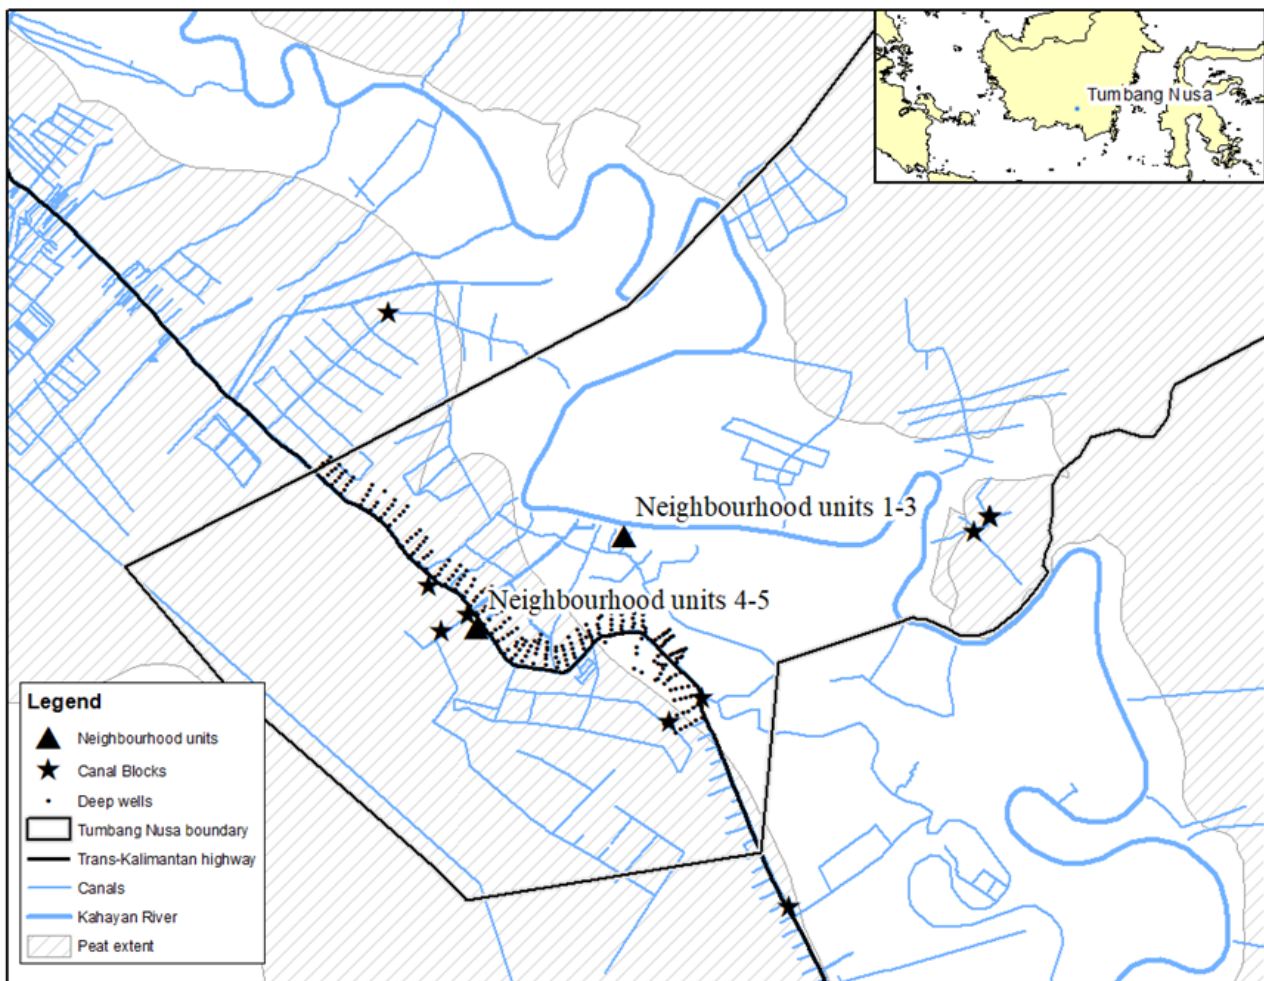 Tumbang Nusa
Neighbourhood units 1-3
Neighbourhood units 4-5
Legend
Neighbourhood units
Canal Blocks
Deep wells
Tumbang Nusa boundary
Trans-Kalimantan highway
Canals
Kahayan River
Peat extent